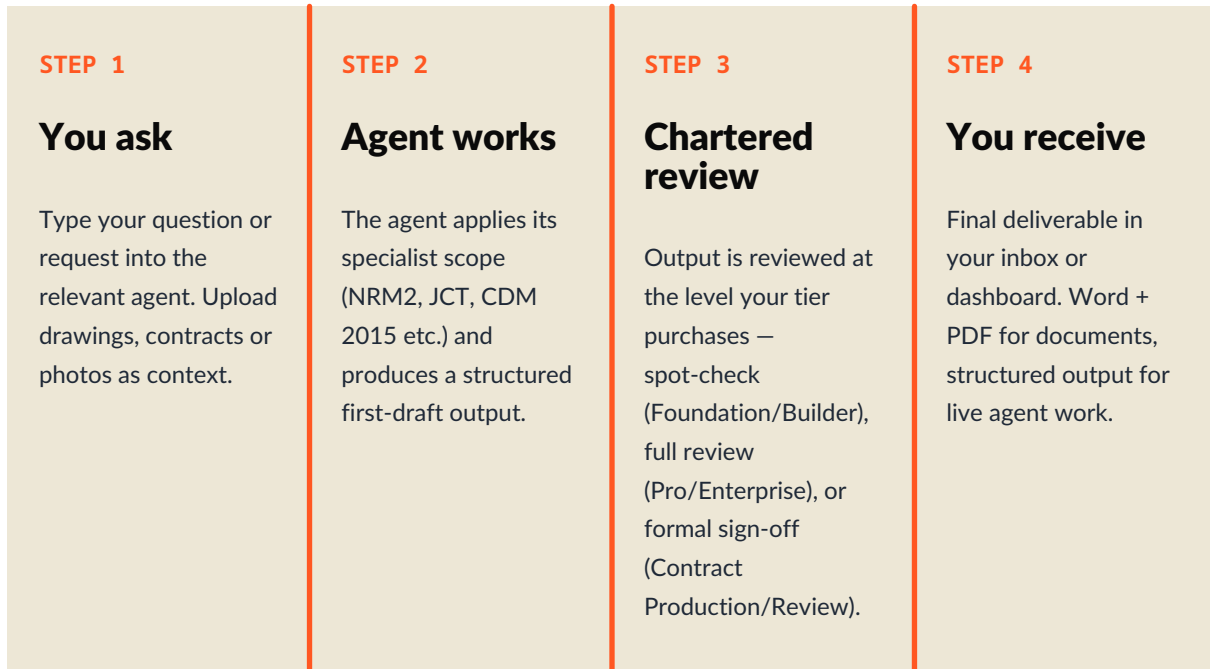 STEP 1
You ask
Type your question or
request into the
relevant agent. Upload
drawings, contracts or
photos as context.
STEP 2
Agent works
The agent applies its
specialist scope
(NRM2, JCT, CDM
2015 etc.) and
produces a structured
first-draft output.
STEP 3
Chartered
review
Output is reviewed at
the level your tier
purchases —
spot-check
(Foundation/Builder),
full review
(Pro/Enterprise), or
formal sign-off
(Contract
Production/Review).
STEP 4
You receive
Final deliverable in
your inbox or
dashboard. Word +
PDF for documents,
structured output for
live agent work.